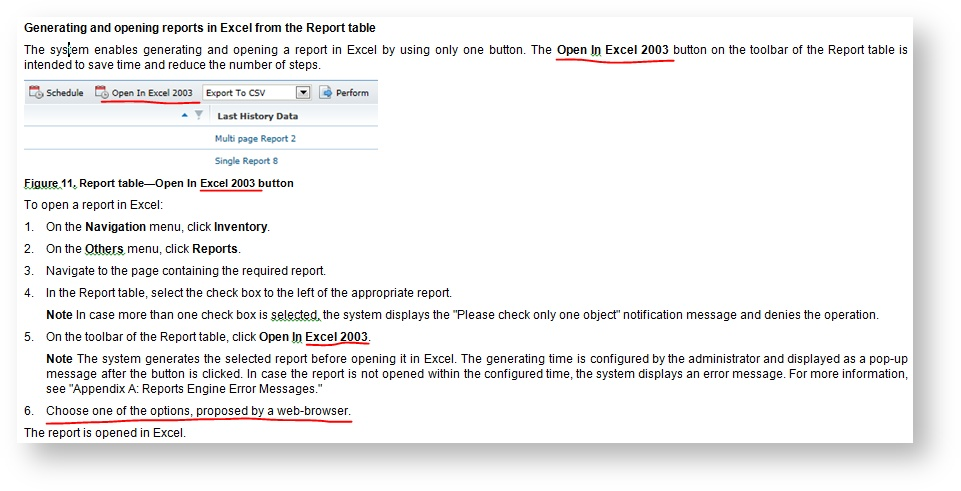 Generating and opening reports in Excel from the Report table
The system enables generating and opening a report in Excel by using only one button. The Open In Excel 2003 button on the toolbar of the Report table is
intended to save time and reduce the number of steps.
Schedule Open In Excel 2003 Export To CSV Perform
Last History Data
Multi page Report 2
Single Report 8
Figure 11. Report table—Open In Excel 2003 button
To open a report in Excel:
1. On the Navigation menu, click Inventory.
2. On the Others menu, click Reports.
3. Navigate to the page containing the required report.
4. In the Report table, select the check box to the left of the appropriate report.
Note In case more than one check box is selected, the system displays the "Please check only one object" notification message and denies the operation.
5. On the toolbar of the Report table, click Open In Excel 2003.
Note The system generates the selected report before opening it in Excel. The generating time is configured by the administrator and displayed as a pop-up
message after the button is clicked. In case the report is not opened within the configured time, the system displays an error message. For more information,
see "Appendix A: Reports Engine Error Messages."
6. Choose one of the options, proposed by a web-browser.
The report is opened in Excel.